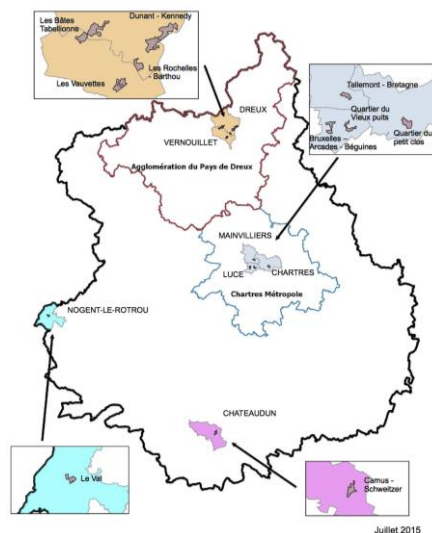 Les Bâtes
Tabellionne
Dunant - Kennedy
Les Rochelles
Barthou
Les Vauvettes
Tallemont - Bretagne
Quartier du
Vieux puits
Bruxelles
Arcades - Béguines
Quartier du
petit clos
DREUX
VERNOUILLET
Agglomération du Pays de Dreux
MAINVILLIERS
LUCE
CHARTRES
Chartres Métropole
NOGENT-LE-ROTROU
CHATEAUDUN
Le Val
Camus -
Schweitzer
Juillet 2015